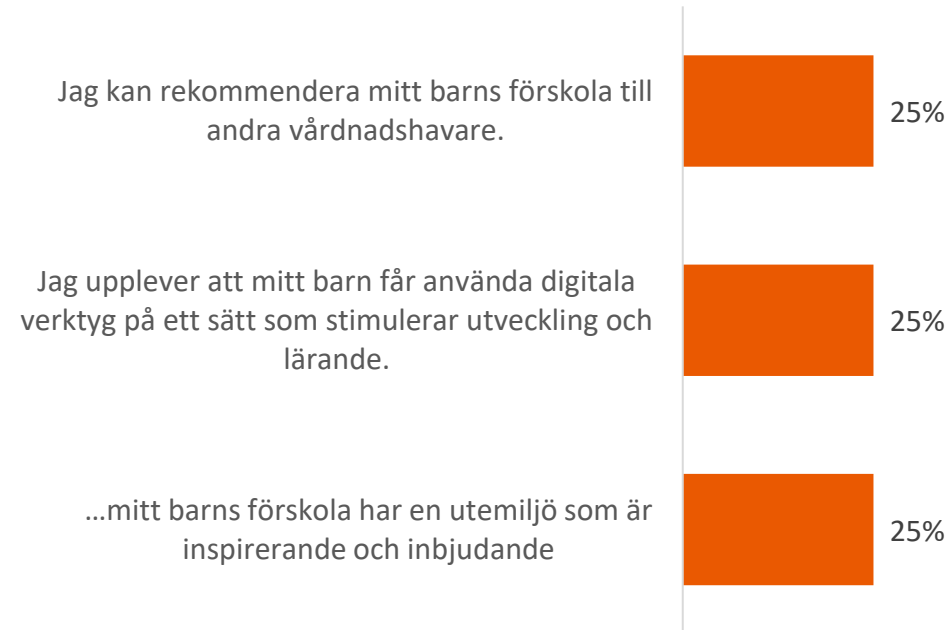 Jag kan rekommendera mitt barns förskola till
andra vårdnadshavare.
25%
Jag upplever att mitt barn får använda digitala
verktyg på ett sätt som stimulerar utveckling och
lärande.
25%
…mitt barns förskola har en utemiljö som är
inspirerande och inbjudande
25%